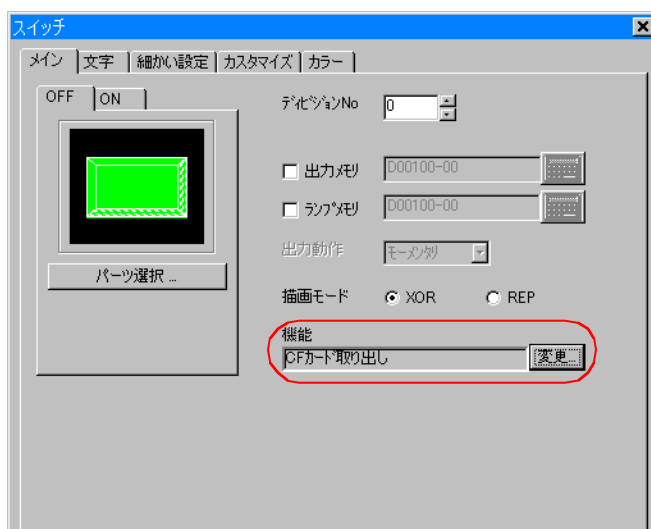 スイッチ
メイン 文字 細かい設定 カスタマイズ カラー
OFF ON
ディビジョンNo 0
出力メモリ D00100-00
ランプメモリ D00100-00
出力動作 モーメンタリ
パーツ選択 ...
描画モード XOR REP
機能
CFカード取り出し 変更...